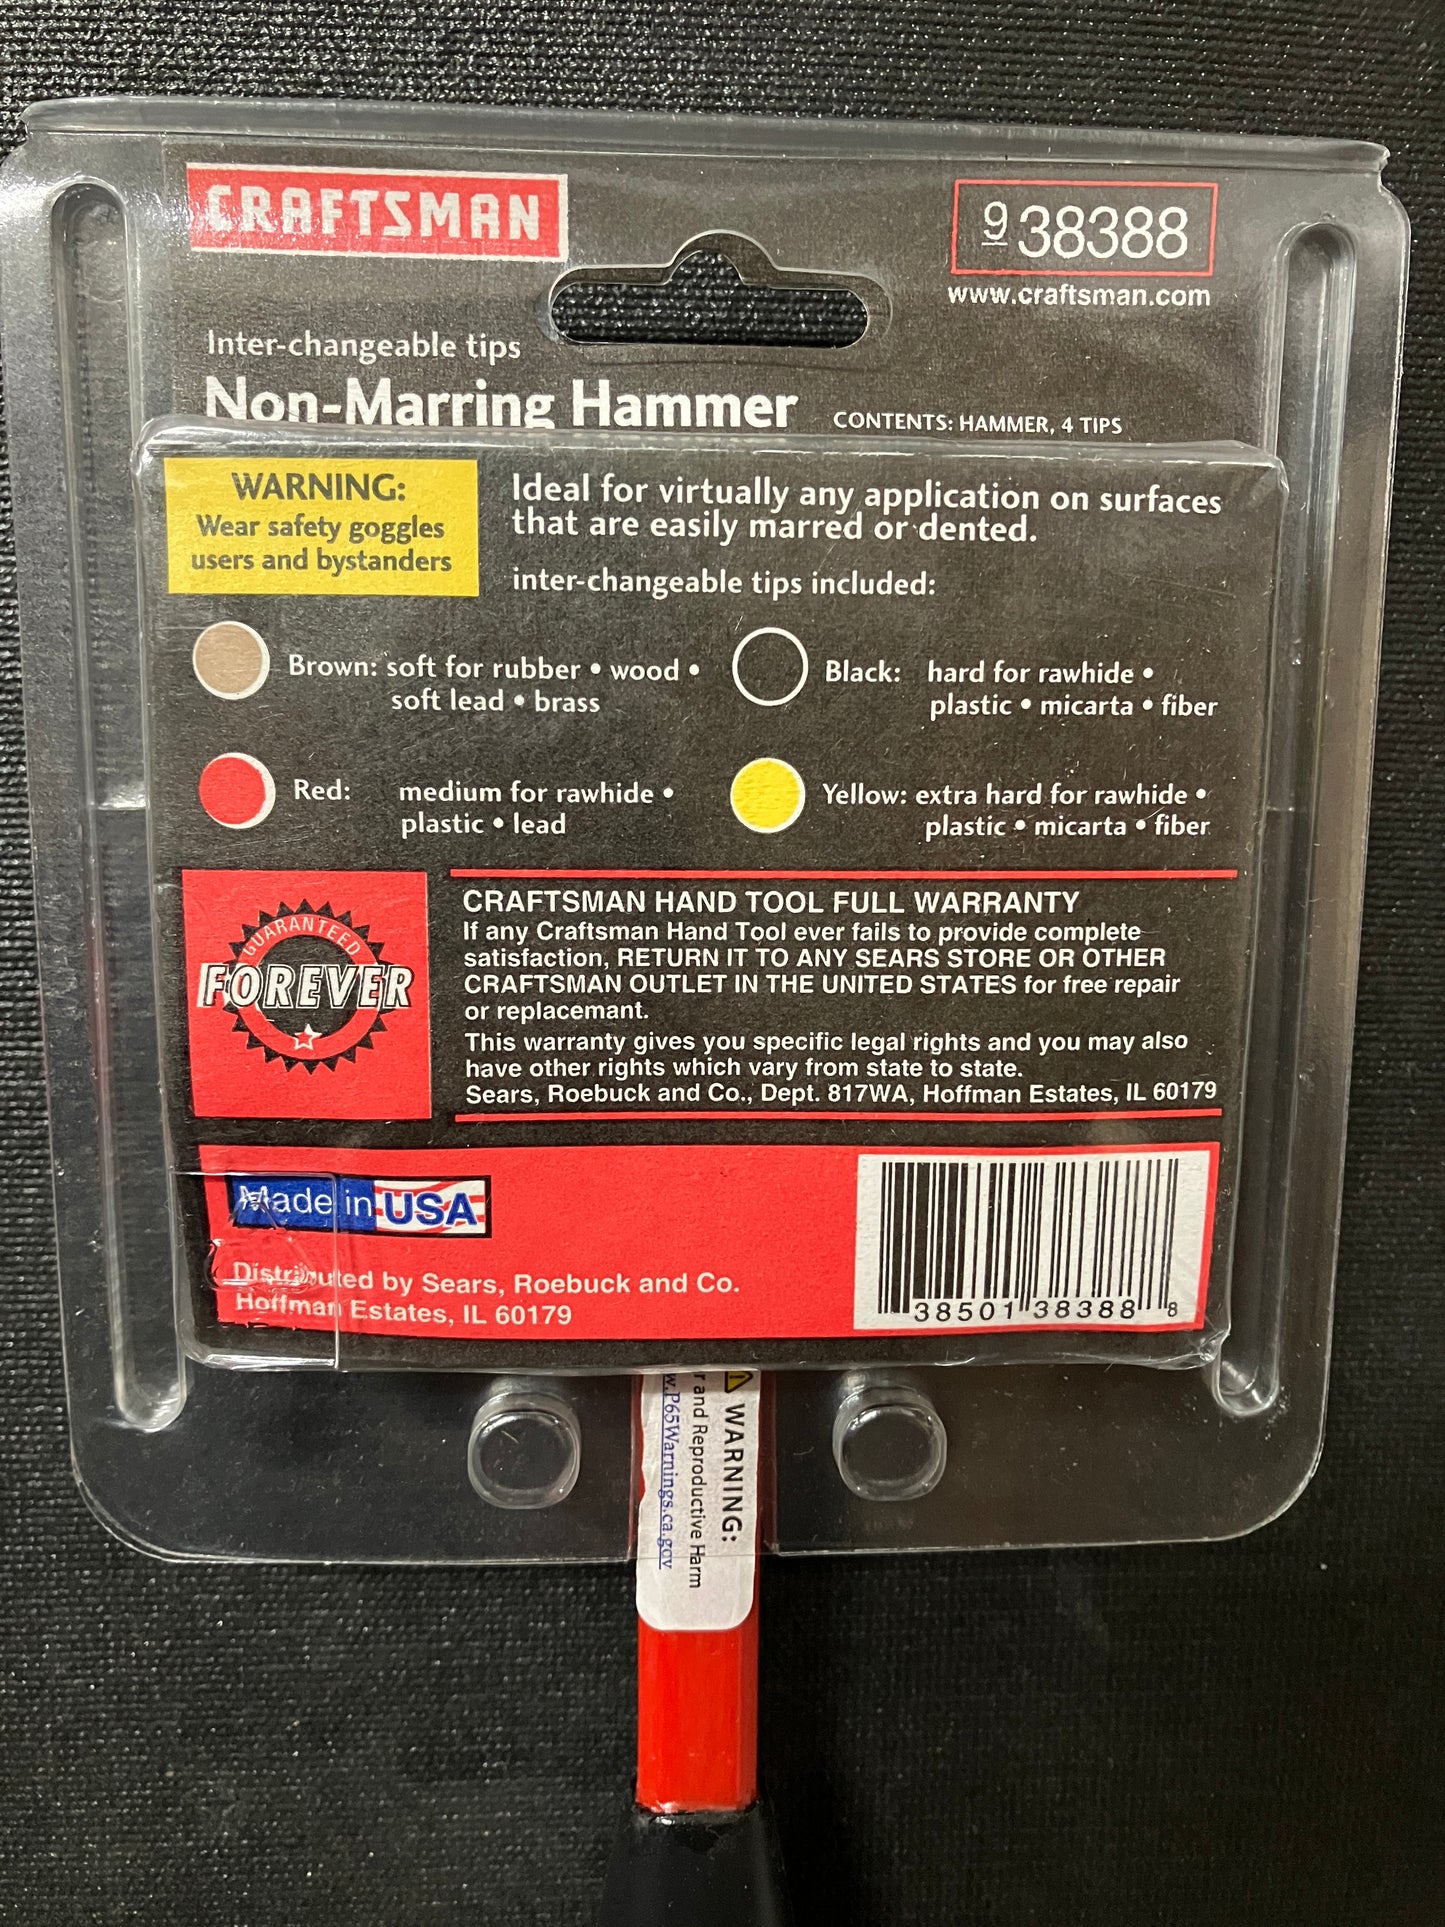 CRAFTSMAN
9 38388
www.craftsman.com
Inter-changeable tips
Non-Marring Hammer
CONTENTS: HAMMER, 4 TIPS
WARNING:
Wear safety goggles
users and bystanders
Ideal for virtually any application on surfaces
that are easily marred or dented.
inter-changeable tips included:
Brown: soft for rubber • wood •
soft lead • brass
Black: hard for rawhide •
plastic • micarta • fiber
Red: medium for rawhide •
plastic • lead
Yellow: extra hard for rawhide •
plastic • micarta • fiber
GUARANTEED
FOREVER
CRAFTSMAN HAND TOOL FULL WARRANTY
If any Craftsman Hand Tool ever fails to provide complete
satisfaction, RETURN IT TO ANY SEARS STORE OR OTHER
CRAFTSMAN OUTLET IN THE UNITED STATES for free repair
or replacemant.
This warranty gives you specific legal rights and you may also
have other rights which vary from state to state.
Sears, Roebuck and Co., Dept. 817WA, Hoffman Estates, IL 60179
Made in USA
Distributed by Sears, Roebuck and Co.
Hoffman Estates, IL 60179
38501 38388 8
WARNING:
r and Reproductive Harm
w.P65Warnings.ca.gov